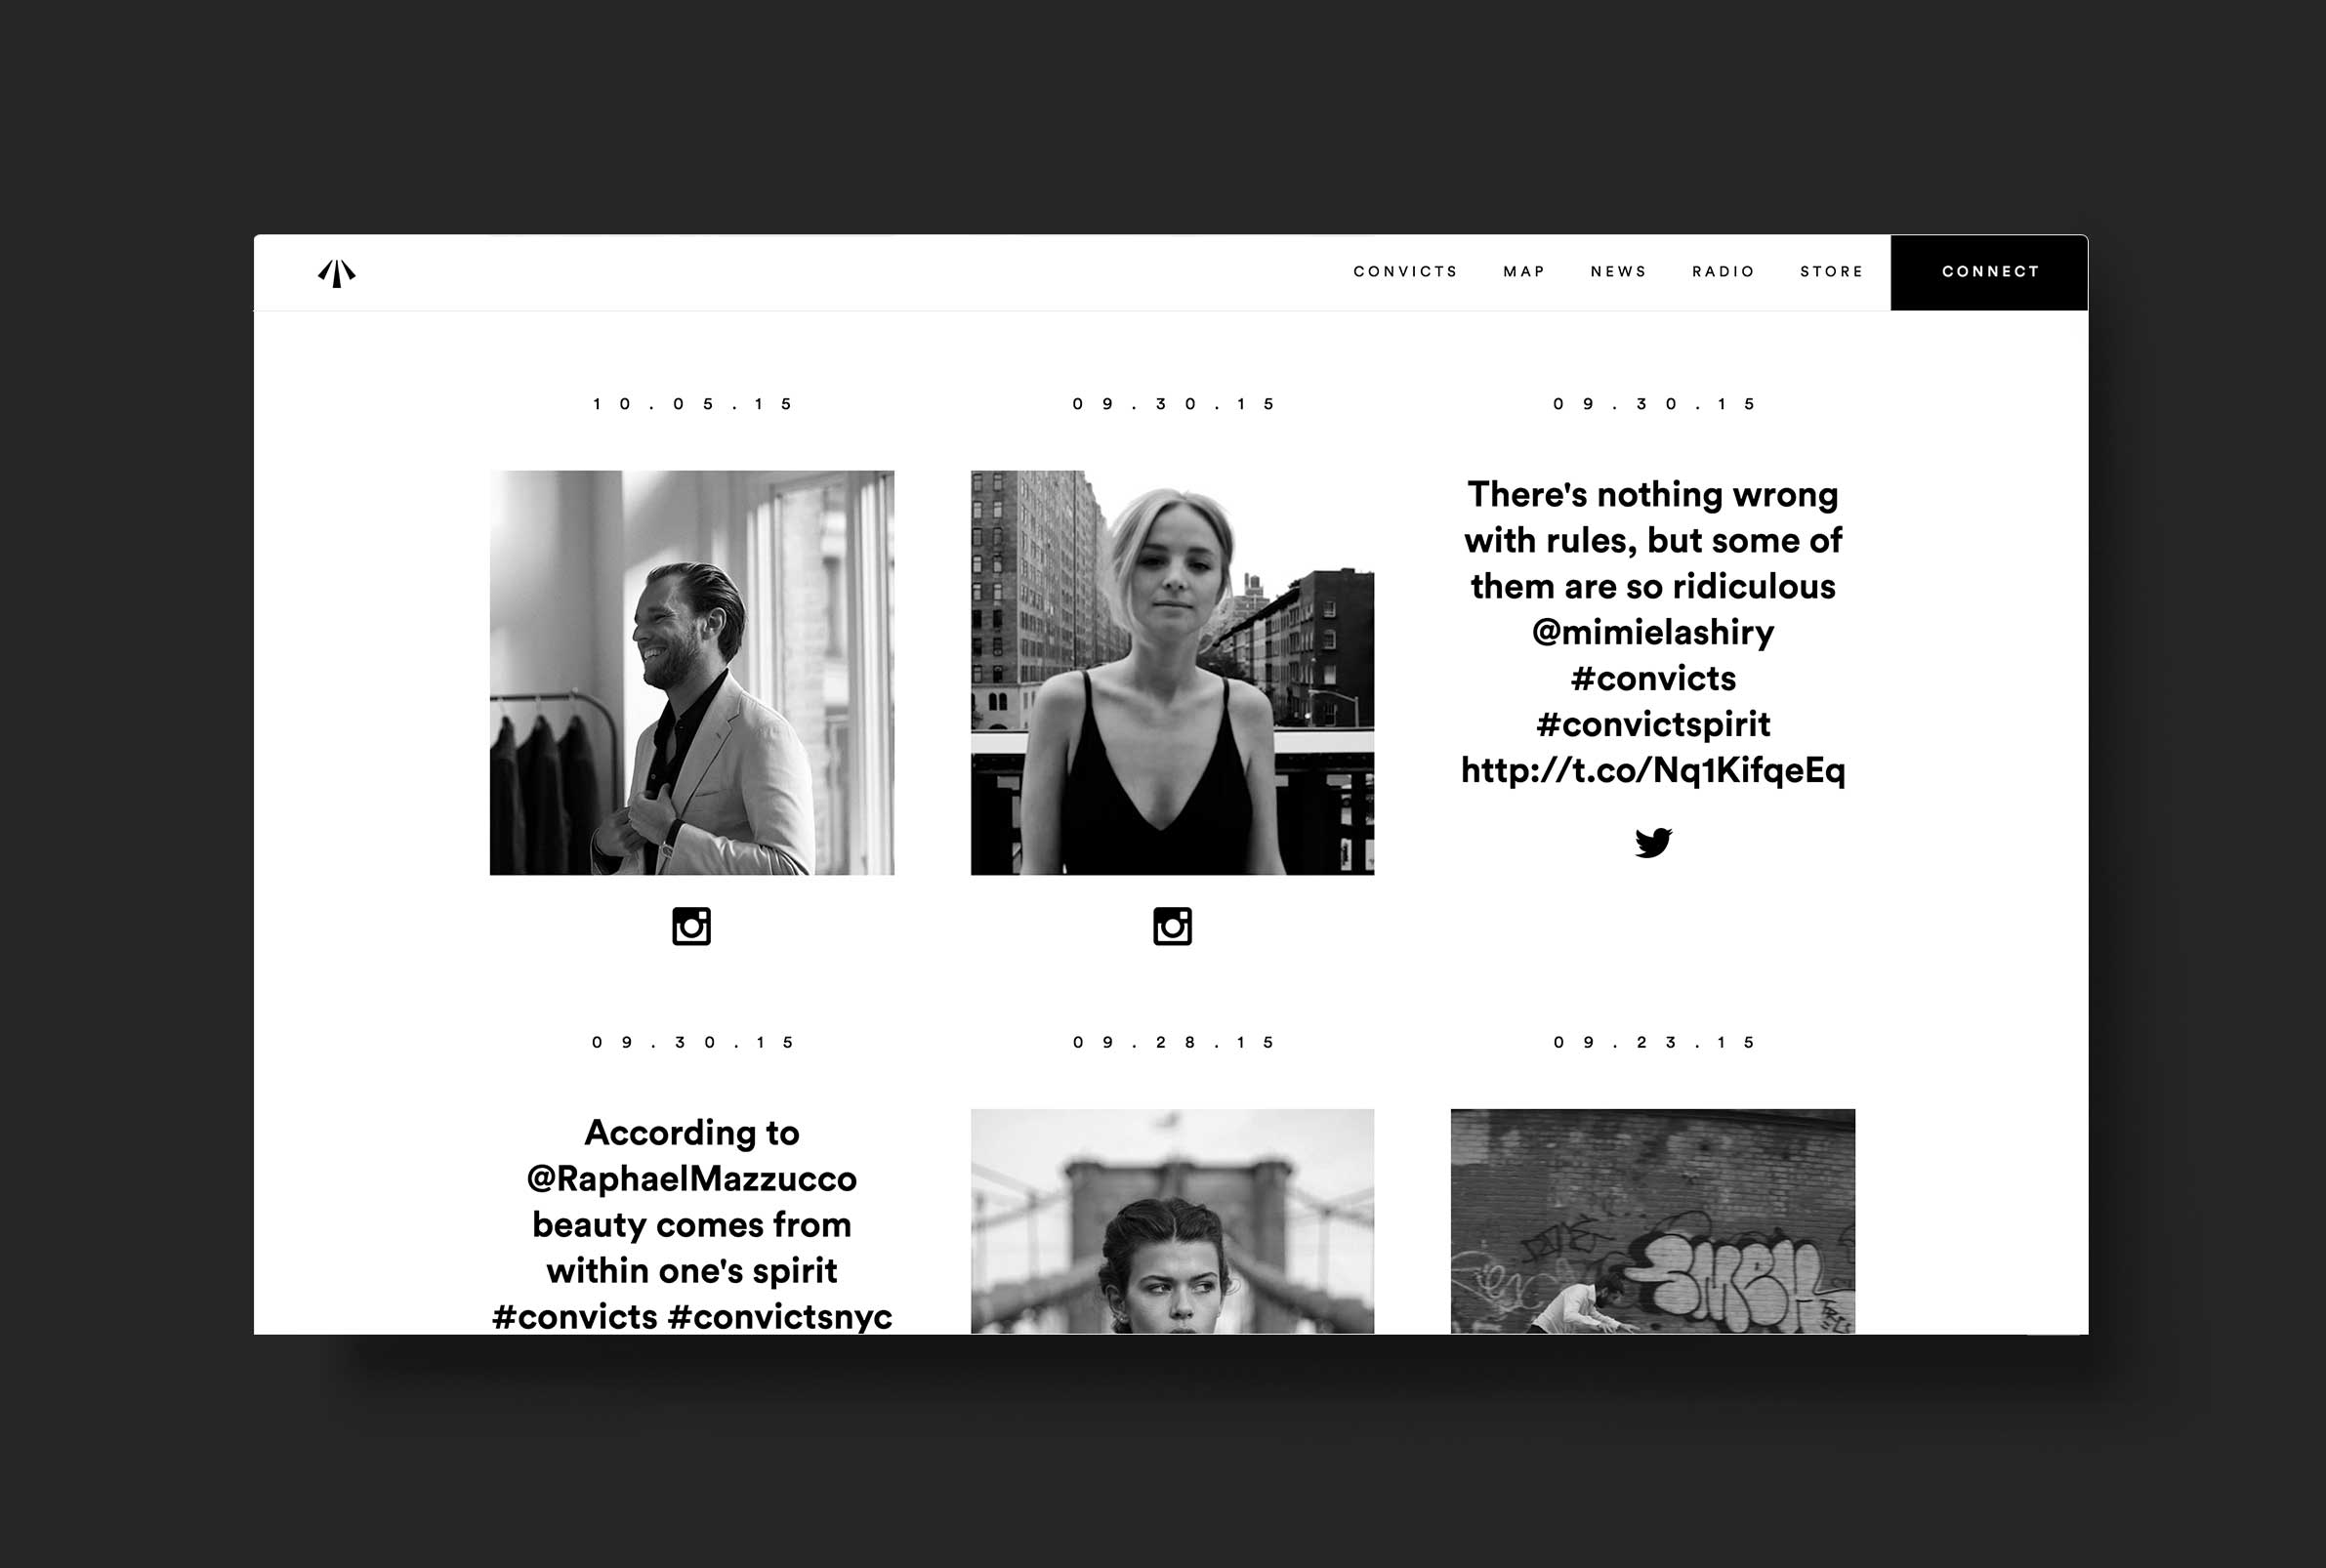 CONVICTS MAP NEWS RADIO STORE CONNECT
10.05.15
09.30.15
09.30.15
There's nothing wrong
with rules, but some of
them are so ridiculous
@mimielashiry
#convicts
#convictspirit
http://t.co/Nq1KifqeEq
09.30.15
09.28.15
09.23.15
According to
@RaphaelMazzucco
beauty comes from
within one's spirit
#convicts #convictsnyc